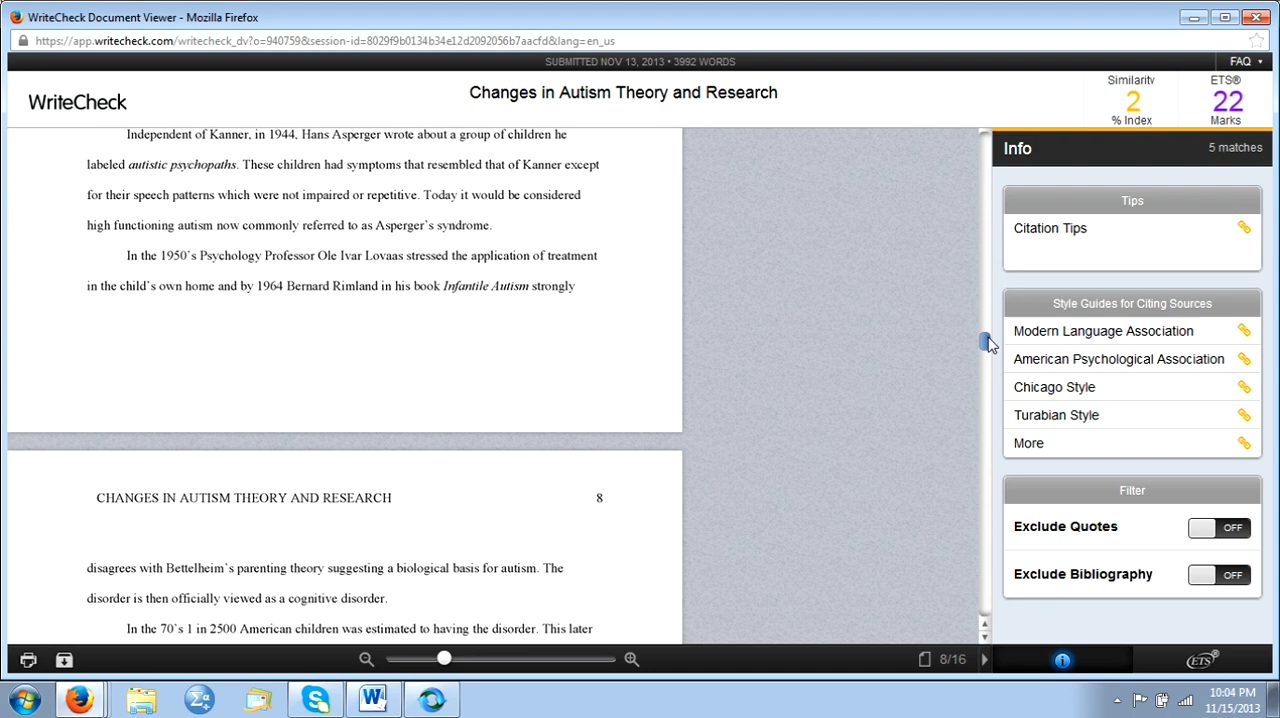 WriteCheck Document Viewer - Mozilla Firefox
https://app.writecheck.com/writecheck_dv?o=940759&session-id=8029f9b0134b34e12d2092056b7aacfd&lang=en_us
SUBMITTED NOV 13, 2013 • 3992 WORDS
FAQ
WriteCheck
Changes in Autism Theory and Research
Similarity
2
% Index
ETS®
22
Marks
Independent of Kanner, in 1944, Hans Asperger wrote about a group of children he
labeled autistic psychopaths. These children had symptoms that resembled that of Kanner except
for their speech patterns which were not impaired or repetitive. Today it would be considered
high functioning autism now commonly referred to as Asperger's syndrome.
In the 1950's Psychology Professor Ole Ivar Lovaas stressed the application of treatment
in the child's own home and by 1964 Bernard Rimland in his book Infantile Autism strongly
CHANGES IN AUTISM THEORY AND RESEARCH 8
disagrees with Bettelheim's parenting theory suggesting a biological basis for autism. The
disorder is then officially viewed as a cognitive disorder.
In the 70's 1 in 2500 American children was estimated to having the disorder. This later
Info
5 matches
Tips
Citation Tips
Style Guides for Citing Sources
Modern Language Association
American Psychological Association
Chicago Style
Turabian Style
More
Filter
Exclude Quotes OFF
Exclude Bibliography OFF
8/16
ETS®
10:04 PM
11/15/2013